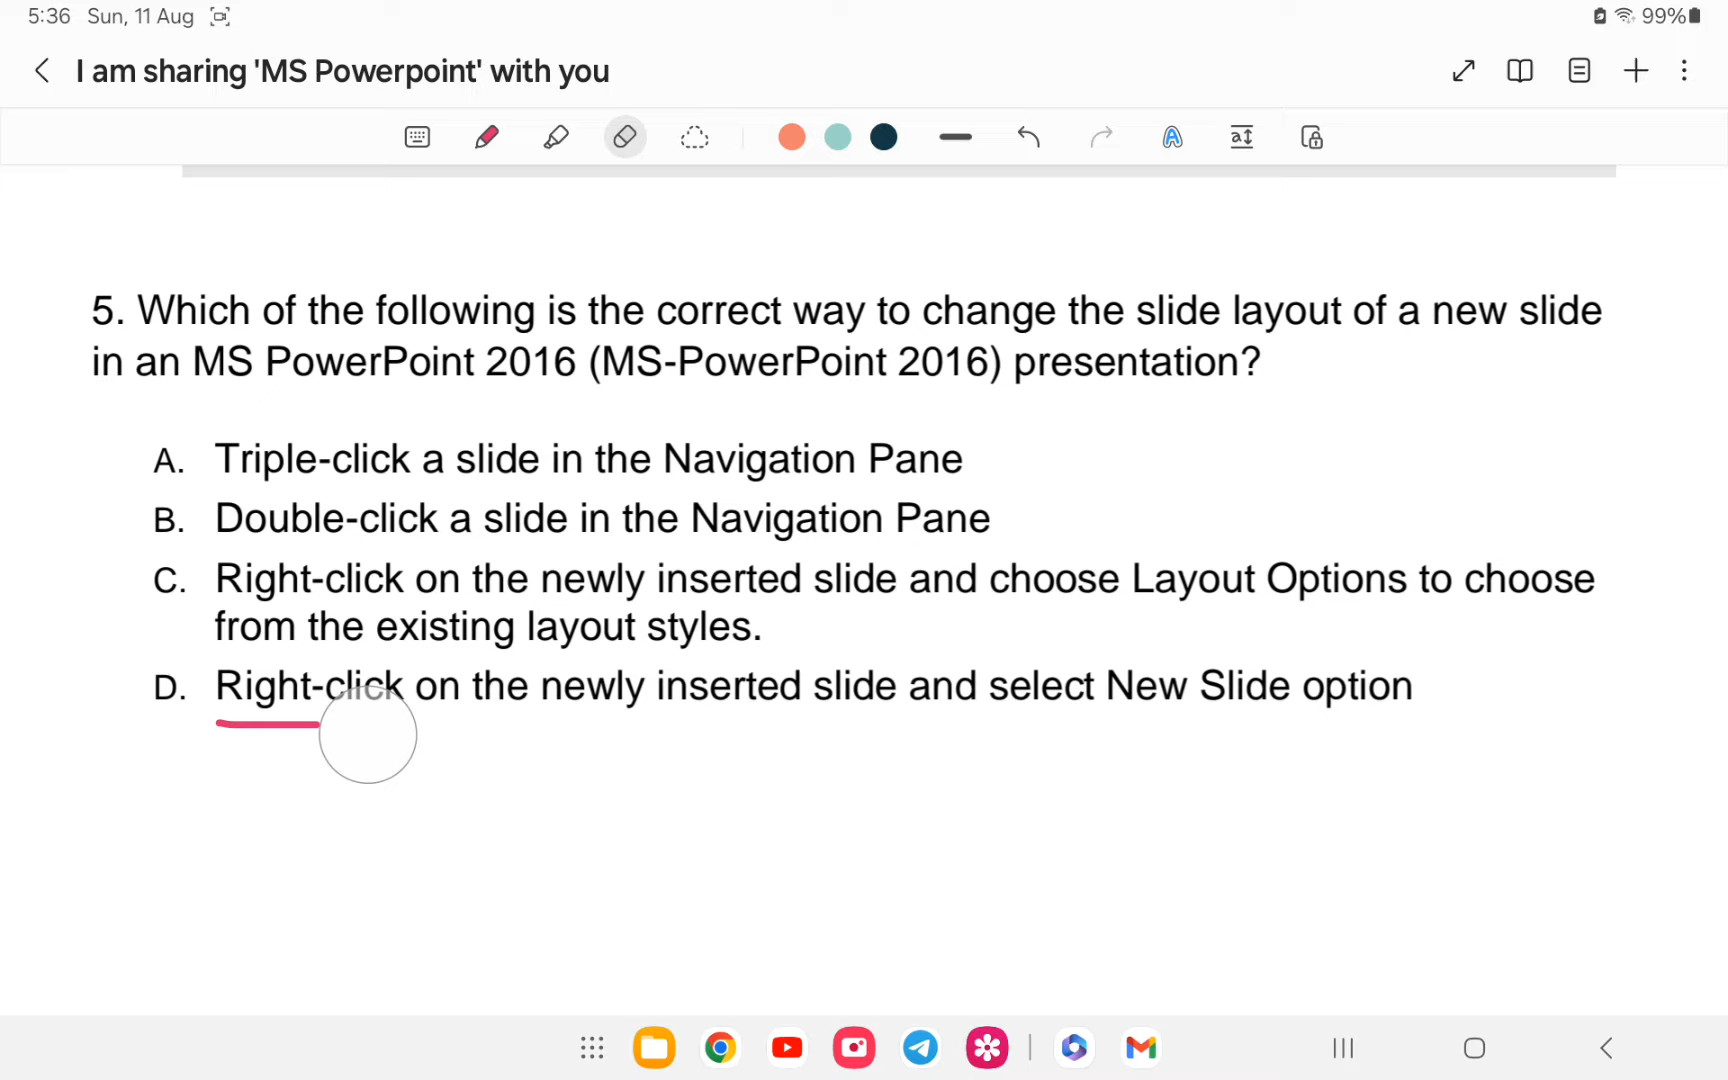 5:36 Sun, 11 Aug 99%
I am sharing 'MS Powerpoint' with you
5. Which of the following is the correct way to change the slide layout of a new slide
in an MS PowerPoint 2016 (MS-PowerPoint 2016) presentation?
A. Triple-click a slide in the Navigation Pane
B. Double-click a slide in the Navigation Pane
C. Right-click on the newly inserted slide and choose Layout Options to choose
from the existing layout styles.
D. Right-click on the newly inserted slide and select New Slide option